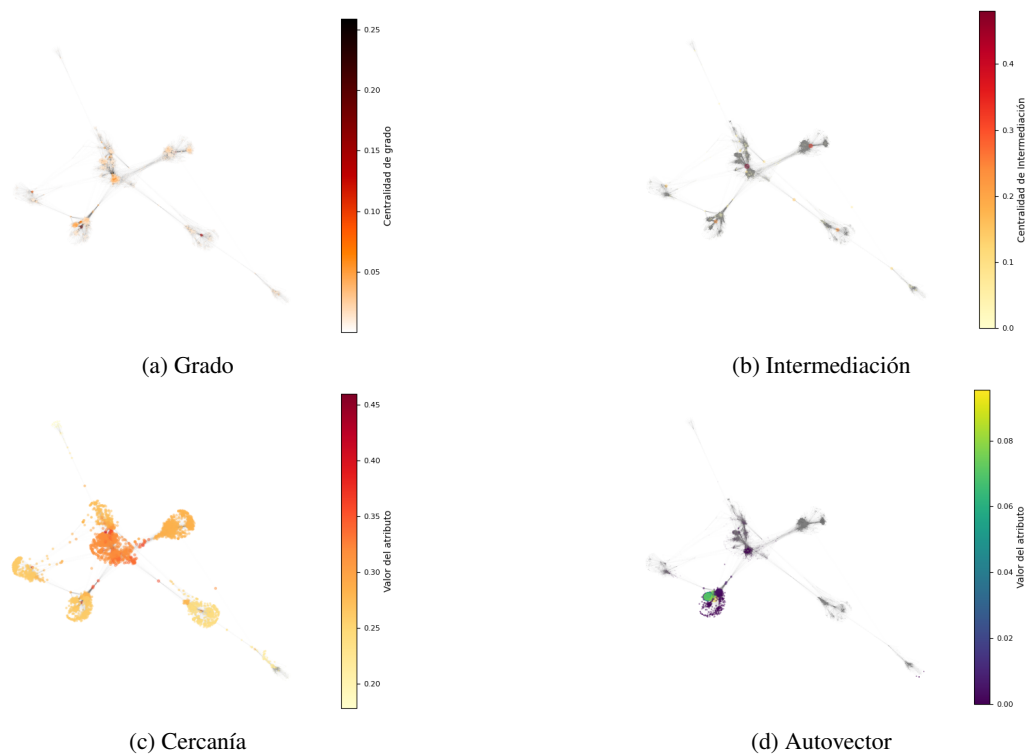 0.25
0.20
0.15
0.10
0.05
Centralidad de grado
(a) Grado
0.4
0.3
0.2
0.1
0.0
Centralidad de Intermediación
(b) Intermediación
0.45
0.40
0.35
0.30
0.25
0.20
Valor del atributo
(c) Cercanía
0.08
0.06
0.04
0.02
0.00
Valor del atributo
(d) Autovector